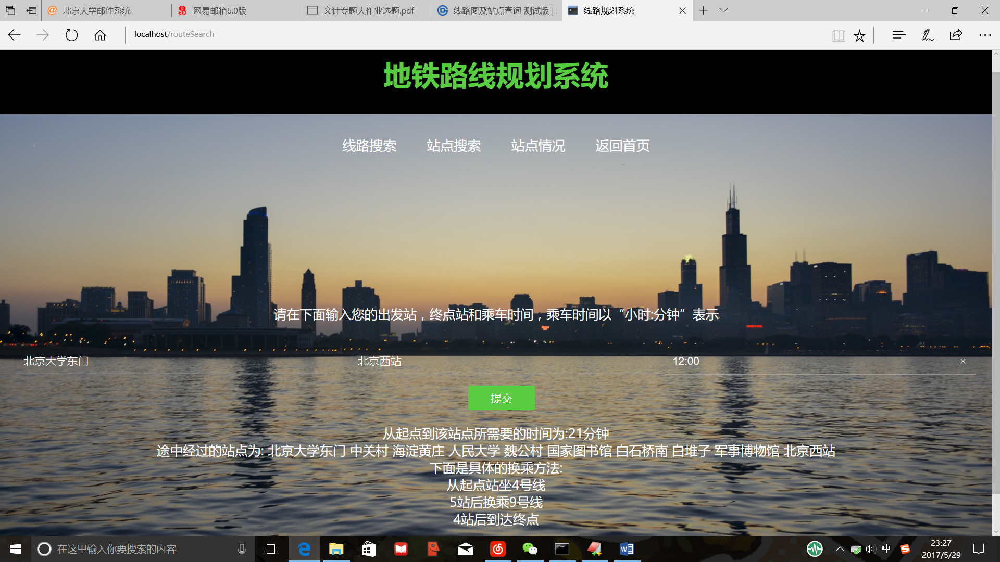 北京大学邮件系统
网易邮箱6.0版
文计专题大作业选题.pdf
线路图及站点查询 测试版 |
线路规划系统
localhost/routeSearch
地铁路线规划系统
线路搜索 站点搜索 站点情况 返回首页
请在下面输入您的出发站，终点站和乘车时间，乘车时间以“小时:分钟”表示
北京大学东门 北京西站 12:00
提交
从起点到该站点所需要的时间为:21分钟
途中经过的站点为: 北京大学东门 中关村 海淀黄庄 人民大学 魏公村 国家图书馆 白石桥南 白堆子 军事博物馆 北京西站
下面是具体的换乘方法:
从起点站坐4号线
5站后换乘9号线
4站后到达终点
在这里输入你要搜索的内容
中
23:27
2017/5/29